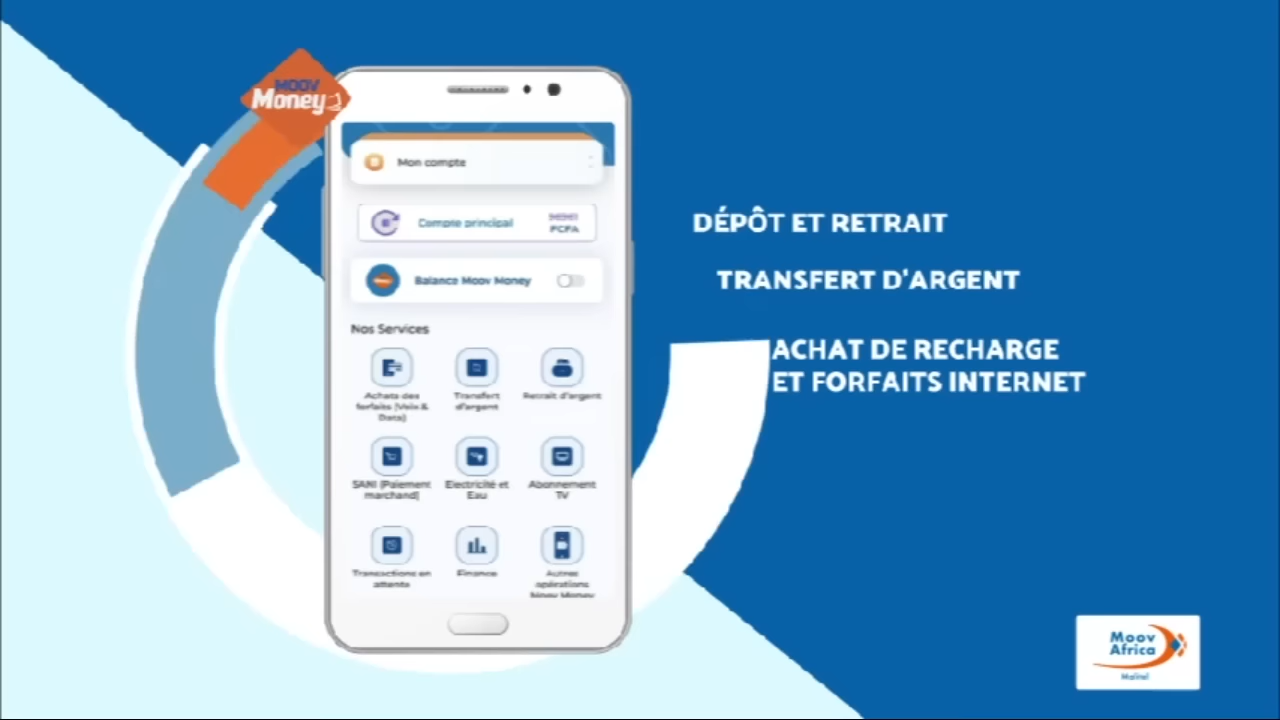 MOOV
Money
Mon compte
Compte principal
FCFA
Balance Moov Money
Nos Services
Achats des
forfaits (Voix &
Data)
Transfert
d'argent
Retrait d'argent
SANI (Paiement
marchand)
Electricité et
Eau
Abonnement
TV
Transactions en
attente
Finance
Autres
opérations
Moov Money
DÉPÔT ET RETRAIT
TRANSFERT D'ARGENT
ACHAT DE RECHARGE
ET FORFAITS INTERNET
Moov
Africa
Malitel